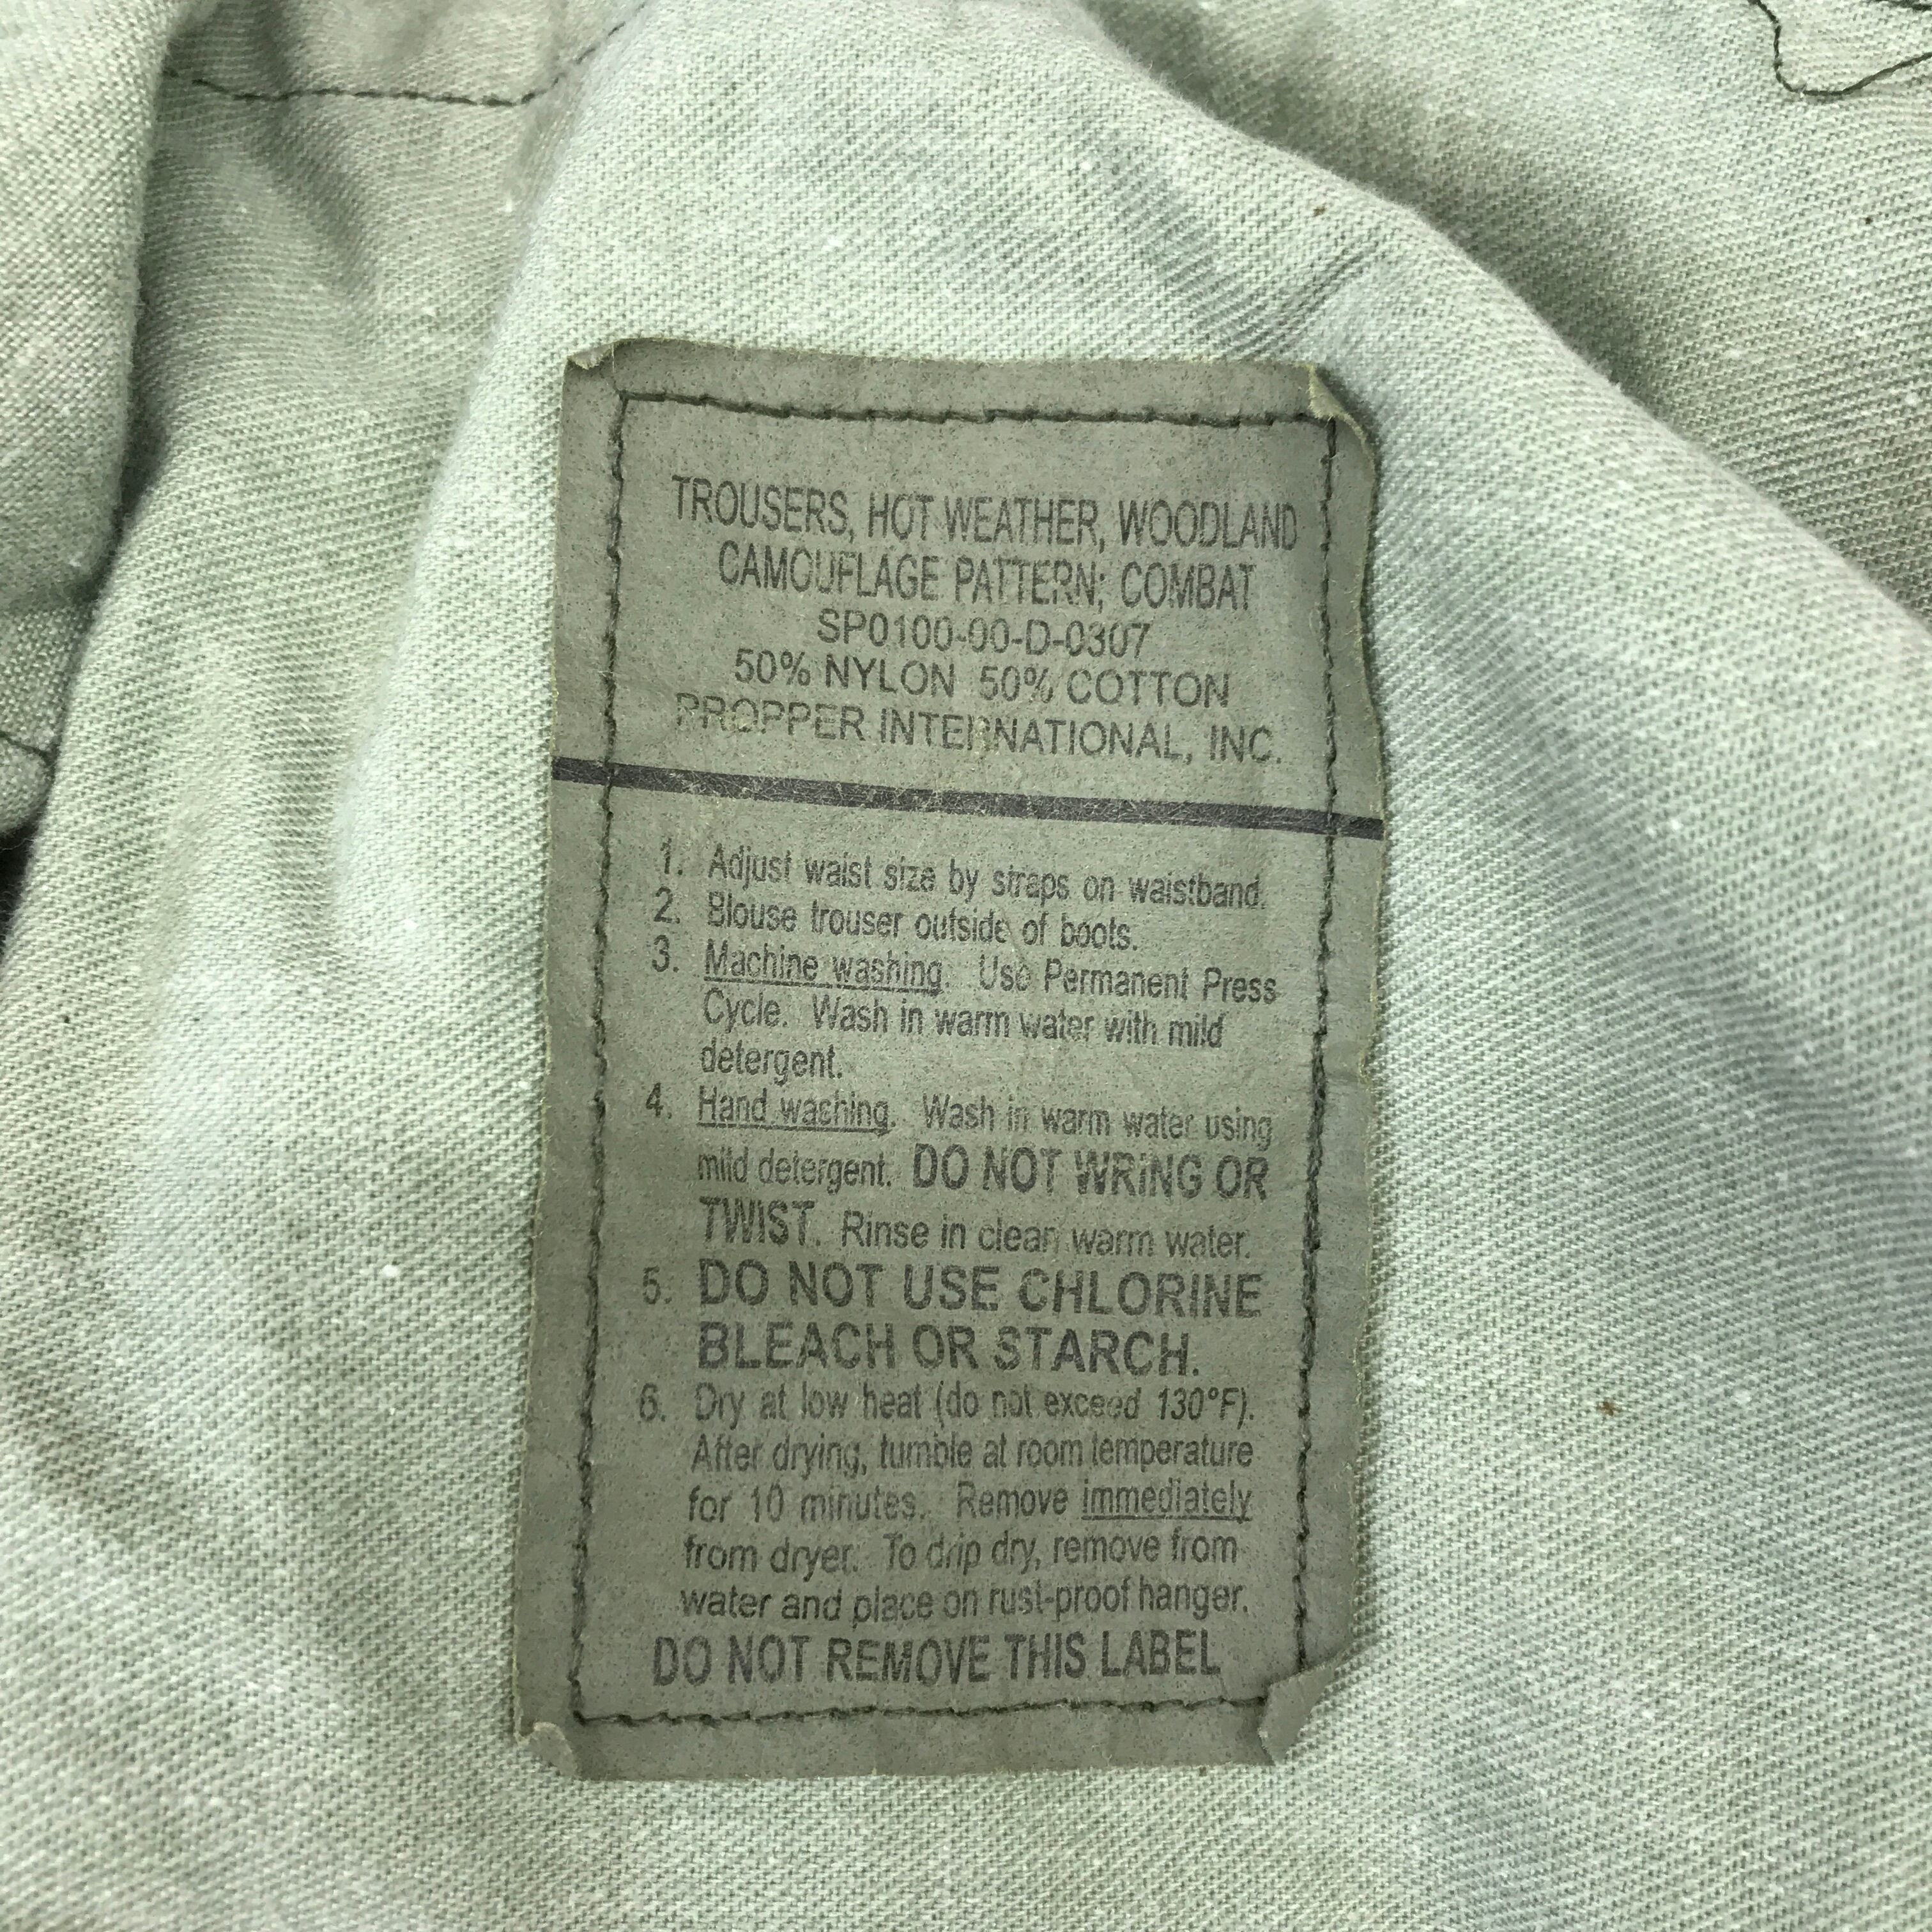 TROUSERS, HOT WEATHER, WOODLAND
CAMOUFLAGE PATTERN; COMBAT
SP0100-00-D-0307
50% NYLON 50% COTTON
PROPPER INTERNATIONAL, INC.
1. Adjust waist size by straps on waistband.
2. Blouse trouser outside of boots.
3. Machine washing. Use Permanent Press
Cycle. Wash in warm water with mild
detergent.
4. Hand washing. Wash in warm water using
mild detergent. DO NOT WRING OR
TWIST. Rinse in clean warm water.
5. DO NOT USE CHLORINE
BLEACH OR STARCH.
6. Dry at low heat (do not exceed 130°F).
After drying, tumble at room temperature
for 10 minutes. Remove immediately
from dryer. To drip dry, remove from
water and place on rust-proof hanger.
DO NOT REMOVE THIS LABEL